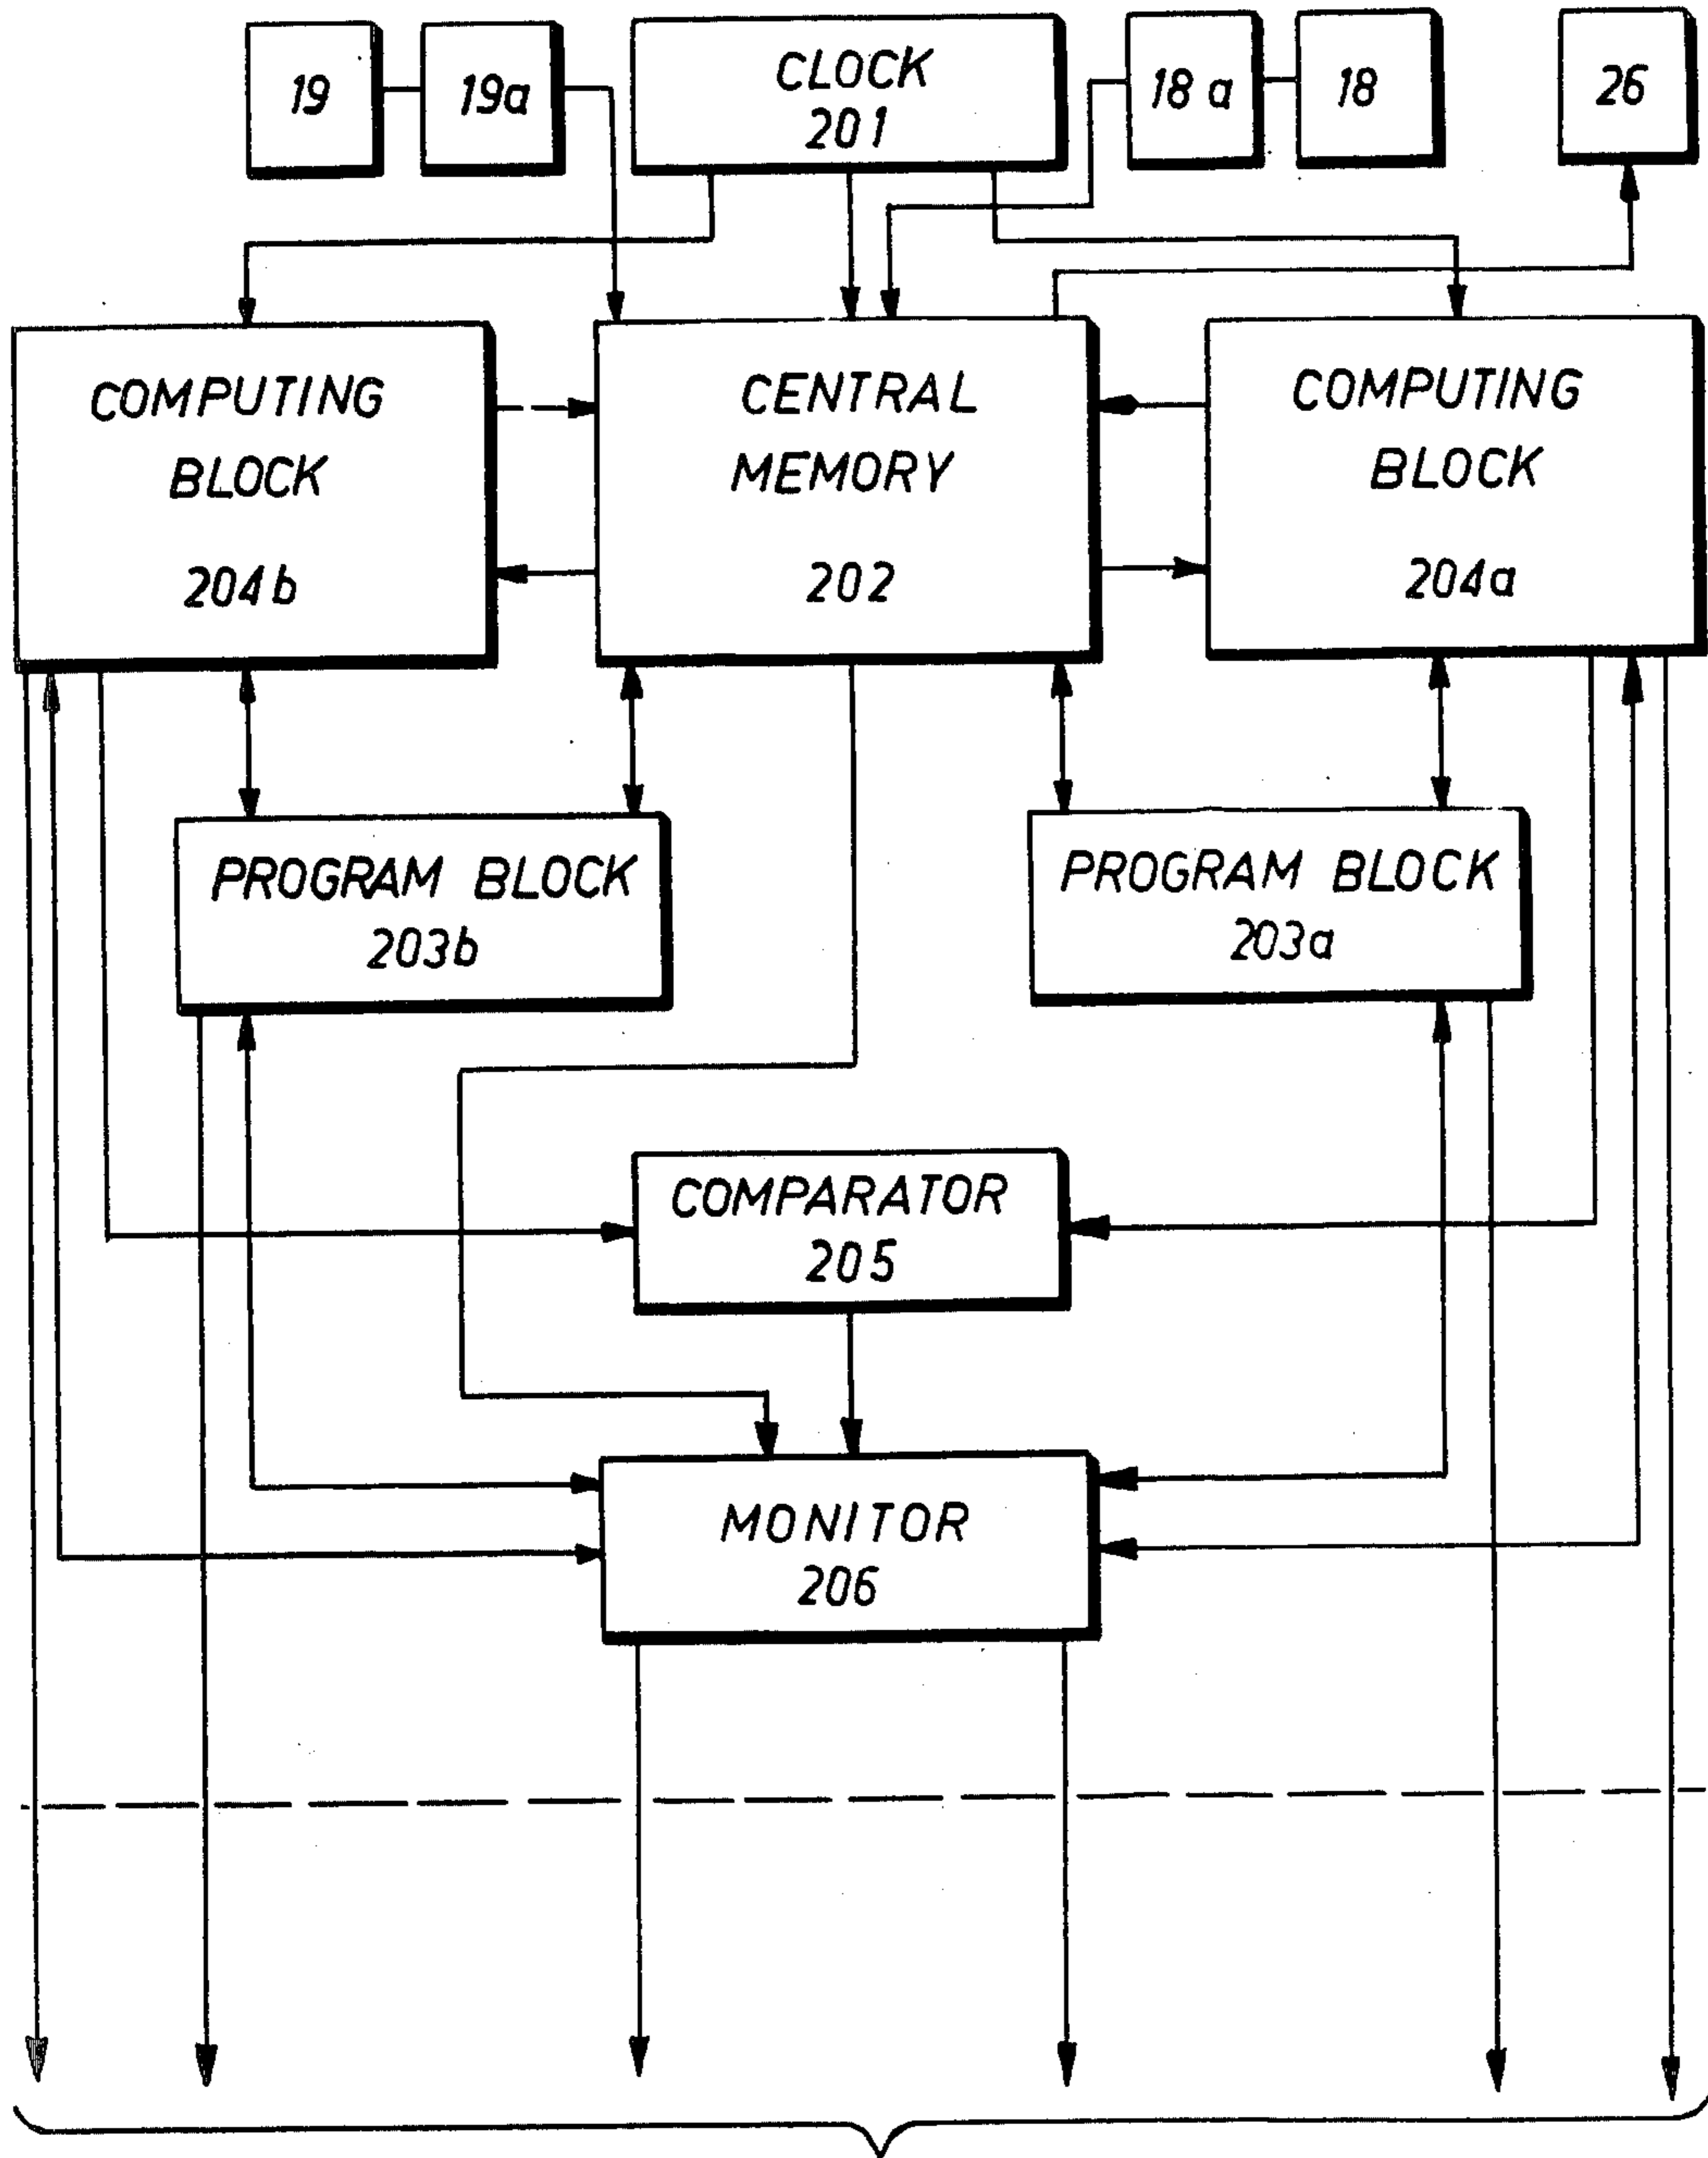 19
19a
CLOCK
201
18 a
18
26
COMPUTING
BLOCK
204b
CENTRAL
MEMORY
202
COMPUTING
BLOCK
204a
PROGRAM BLOCK
203b
PROGRAM BLOCK
203a
COMPARATOR
205
MONITOR
206